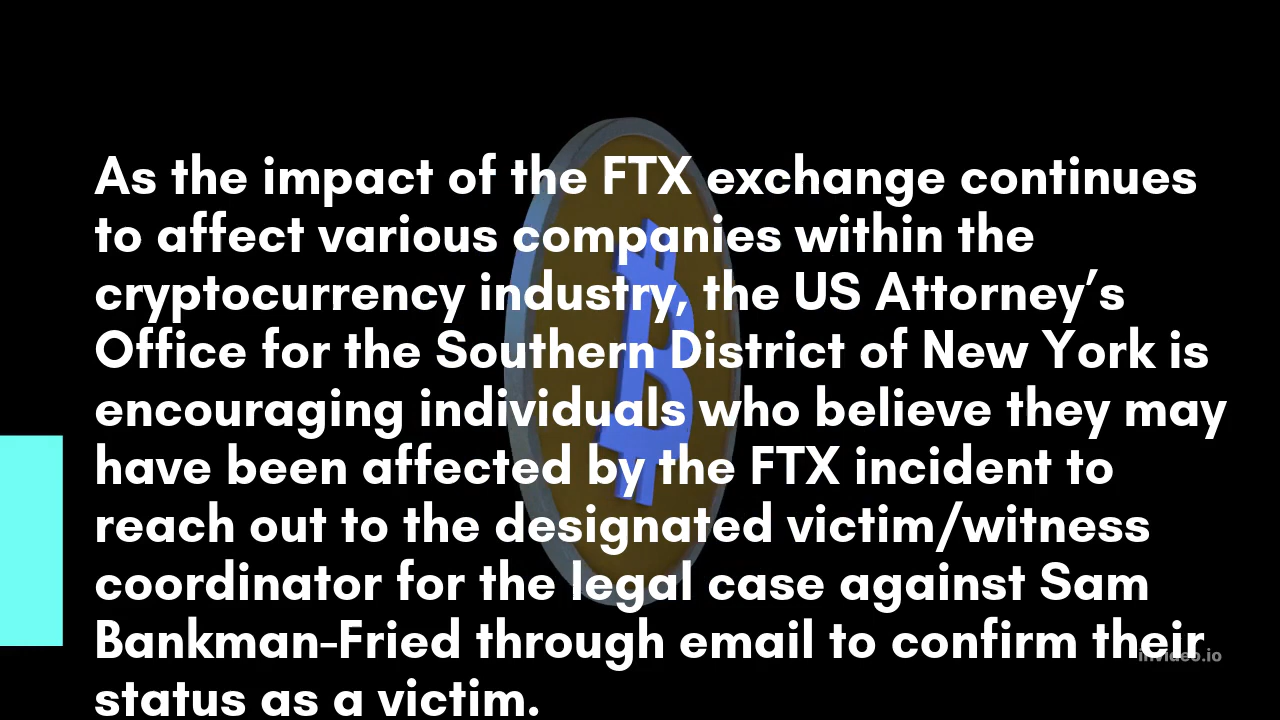 As the impact of the FTX exchange continues
to affect various companies within the
cryptocurrency industry, the US Attorney’s
Office for the Southern District of New York is
encouraging individuals who believe they may
have been affected by the FTX incident to
reach out to the designated victim/witness
coordinator for the legal case against Sam
Bankman-Fried through email to confirm their
invideo.io
status as a victim.